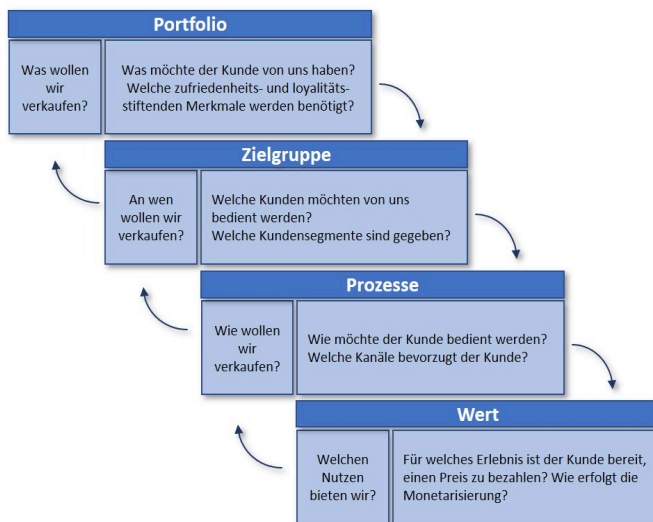 Portfolio
Was wollen
wir
verkaufen?
Was möchte der Kunde von uns haben?
Welche zufriedenheits- und loyalitäts-
stiftenden Merkmale werden benötigt?
Zielgruppe
An wen
wollen wir
verkaufen?
Welche Kunden möchten von uns
bedient werden?
Welche Kundensegmente sind gegeben?
Prozesse
Wie wollen
wir
verkaufen?
Wie möchte der Kunde bedient werden?
Welche Kanäle bevorzugt der Kunde?
Wert
Welchen
Nutzen
bieten wir?
Für welches Erlebnis ist der Kunde bereit,
einen Preis zu bezahlen? Wie erfolgt die
Monetarisierung?